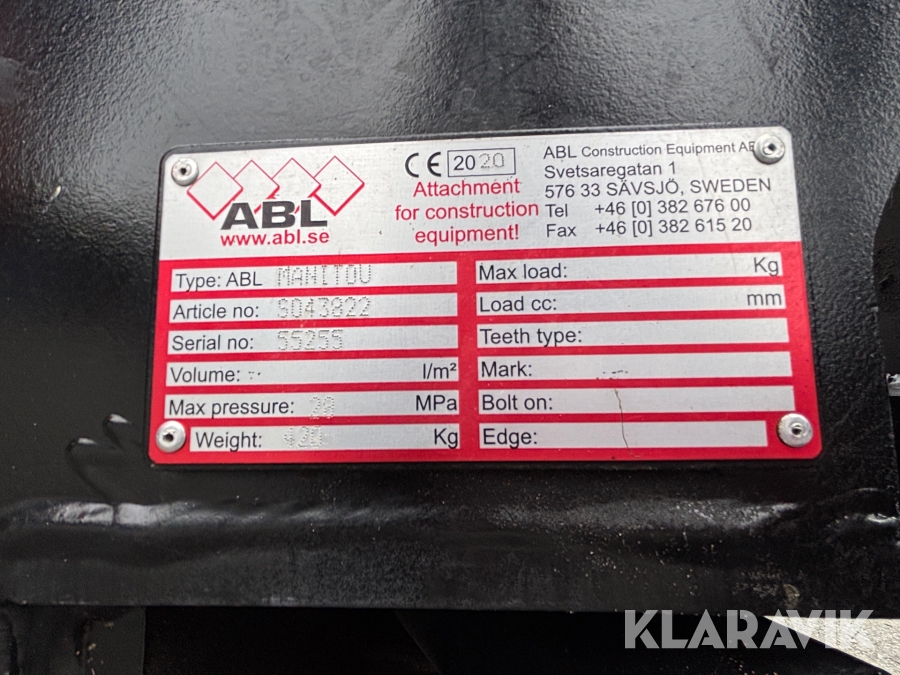 ABL
www.abl.se
CE 2020
Attachment
for construction
equipment!
ABL Construction Equipment AB
Svetsaregatan 1
576 33 SÄVSJÖ, SWEDEN
Tel +46 [0] 382 676 00
Fax +46 [0] 382 615 20
Type: ABL MANITOU
Article no: S043822
Serial no: 55255
Volume: l/m²
Max pressure: 20 MPa
Weight: 420 Kg
Max load: Kg
Load cc: mm
Teeth type:
Mark:
Bolt on:
Edge:
KLARAVIK